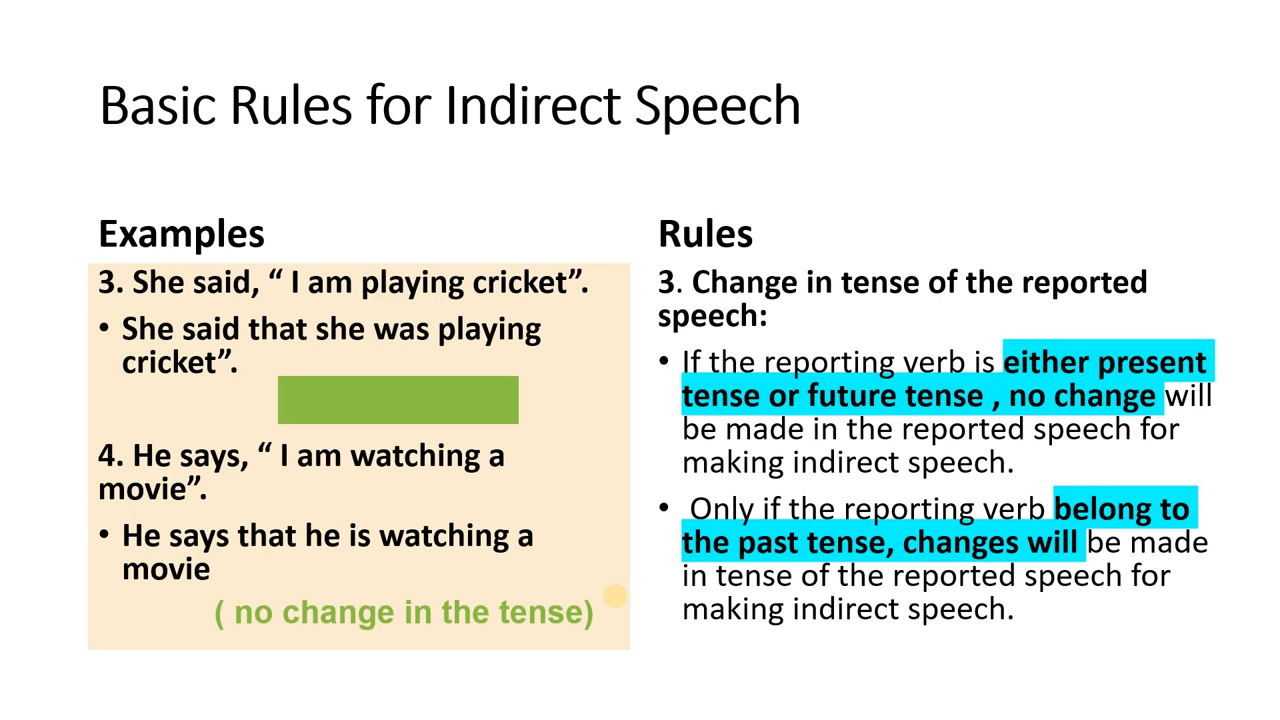 Basic Rules for Indirect Speech
Examples
3. She said, “ I am playing cricket”.
• She said that she was playing
cricket”.
4. He says, “ I am watching a
movie”.
• He says that he is watching a
movie
( no change in the tense)
Rules
3. Change in tense of the reported
speech:
• If the reporting verb is either present
tense or future tense , no change will
be made in the reported speech for
making indirect speech.
• Only if the reporting verb belong to
the past tense, changes will be made
in tense of the reported speech for
making indirect speech.